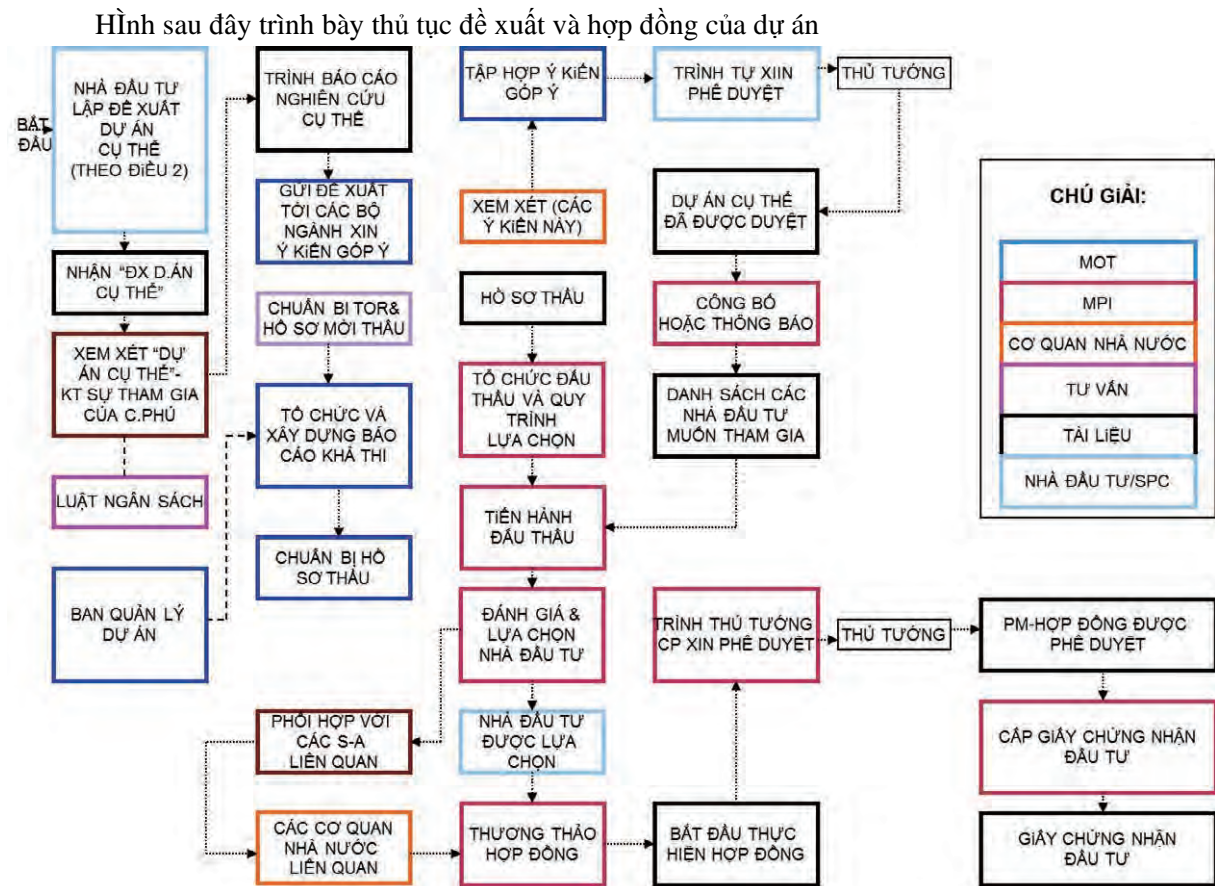 HÌnh sau đây trình bày thủ tục đề xuất và hợp đồng của dự án
BẮT
ĐẦU
NHÀ ĐẦU TƯ
LẬP ĐỀ XUẤT
DỰ ÁN
CỤ THỂ
(THEO ĐIỀU 2)
NHẬN “ĐX D.ÁN
CỤ THỂ”
XEM XÉT “DỰ
ÁN CỤ THỂ”-
KT SỰ THAM GIA
CỦA C.PHỦ
LUẬT NGÂN SÁCH
BAN QUẢN LÝ
DỰ ÁN
TRÌNH BÁO CÁO
NGHIÊN CỨU
CỤ THỂ
GỬI ĐỀ XUẤT
TỚI CÁC BỘ
NGÀNH XIN
Ý KIẾN GÓP Ý
CHUẨN BỊ TOR&
HỒ SƠ MỜI THẦU
TỔ CHỨC VÀ
XÂY DỰNG BÁO
CÁO KHẢ THI
CHUẨN BỊ HỒ
SƠ THẦU
PHỐI HỢP VỚI
CÁC S-A
LIÊN QUAN
CÁC CƠ QUAN
NHÀ NƯỚC
LIÊN QUAN
TẬP HỢP Ý KIẾN
GÓP Ý
XEM XÉT (CÁC
Ý KIẾN NÀY)
HỒ SƠ THẦU
TỔ CHỨC ĐẤU
THẦU VÀ QUY
TRÌNH
LỰA CHỌN
TIẾN HÀNH
ĐẤU THẦU
ĐÁNH GIÁ &
LỰA CHỌN
NHÀ ĐẦU TƯ
NHÀ ĐẦU TƯ
ĐƯỢC LỰA
CHỌN
THƯƠNG THẢO
HỢP ĐỒNG
TRÌNH TỰ XIIN
PHÊ DUYỆT
THỦ TƯỚNG
DỰ ÁN CỤ THỂ
ĐÃ ĐƯỢC DUYỆT
CÔNG BỐ
HOẶC THÔNG BÁO
DANH SÁCH CÁC
NHÀ ĐẦU TƯ
MUỐN THAM GIA
TRÌNH THỦ TƯỚNG
CP XIN PHÊ DUYỆT
THỦ TƯỚNG
BẮT ĐẦU THỰC
HIỆN HỢP ĐỒNG
PM-HỢP ĐỒNG ĐƯỢC
PHÊ DUYỆT
CẤP GIẤY CHỨNG NHẬN
ĐẦU TƯ
GIẤY CHỨNG NHẬN
ĐẦU TƯ
CHÚ GIẢI:
MOT
MPI
CƠ QUAN NHÀ NƯỚC
TƯ VẤN
TÀI LIỆU
NHÀ ĐẦU TƯ/SPC